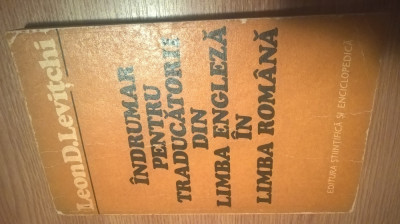 Leon D. Levițchi
ÎNDRUMAR
PENTRU
TRADUCĂTORII
DIN
LIMBA ENGLEZĂ
ÎN
LIMBA ROMÂNĂ
EDITURA ȘTIINȚIFICĂ ȘI ENCICLOPEDICĂ